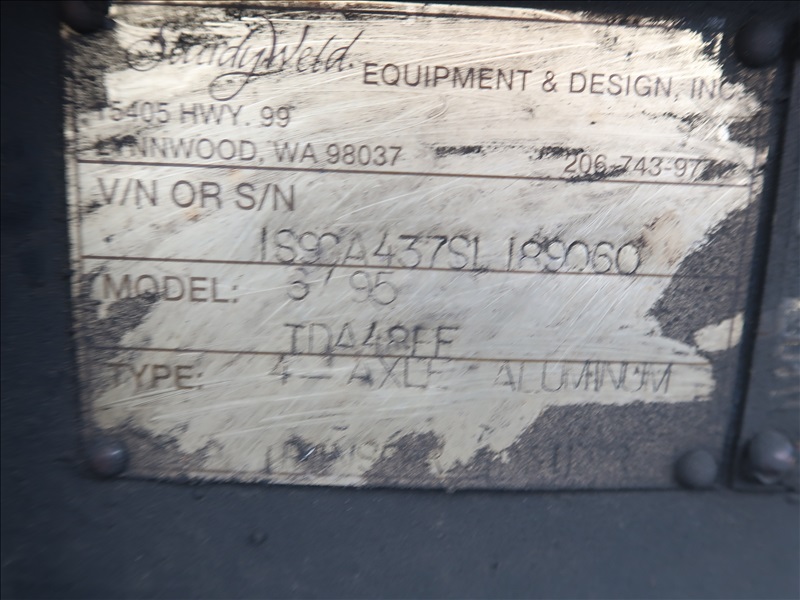 SturdyWeld. EQUIPMENT & DESIGN, INC.
15405 HWY. 99
LYNNWOOD, WA 98037
V/N OR S/N
1S9CA437SL189060
MODEL: 3/95
TDA48FF
TYPE: 4-AXLE ALUMINUM